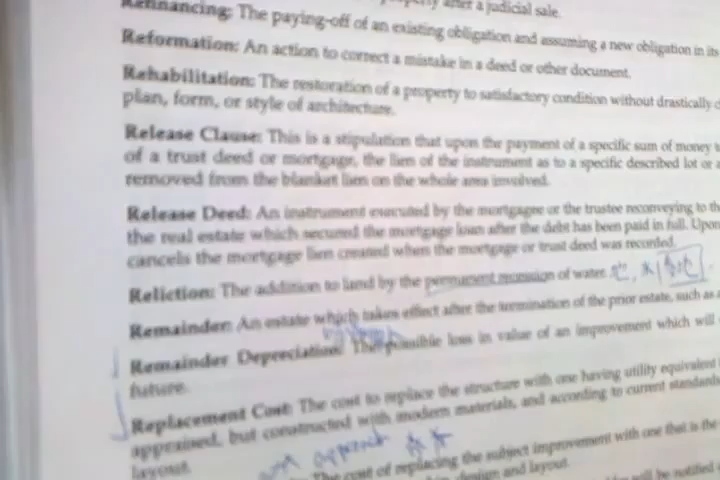 property after a judicial sale.
Refinancing: The paying-off of an existing obligation and assuming a new obligation in its
Reformation: An action to correct a mistake in a deed or other document.
Rehabilitation: The restoration of a property to satisfactory condition without drastically
plan, form, or style of architecture.
Release Clause: This is a stipulation that upon the payment of a specific sum of money
of a trust deed or mortgage, the lien of the instrument as to a specific described lot or
removed from the blanket lien on the whole area involved.
Release Deed: An instrument executed by the mortgagee or the trustee reconveying to
the real estate which secured the mortgage loan after the debt has been paid in full. Upon
cancels the mortgage lien created when the mortgage or trust deed was recorded.
Reliction: The addition to land by the permanent recession of water.
Remainder: An estate which takes effect after the termination of the prior estate, such as
Remainder Depreciation: The possible loss in value of an improvement which will
future.
Replacement Cost: The cost to replace the structure with one having utility equivalent
appraised, but constructed with modern materials, and according to current standards,
layout.
The cost of replacing the subject improvement with one that is the
design and layout.
will be notified